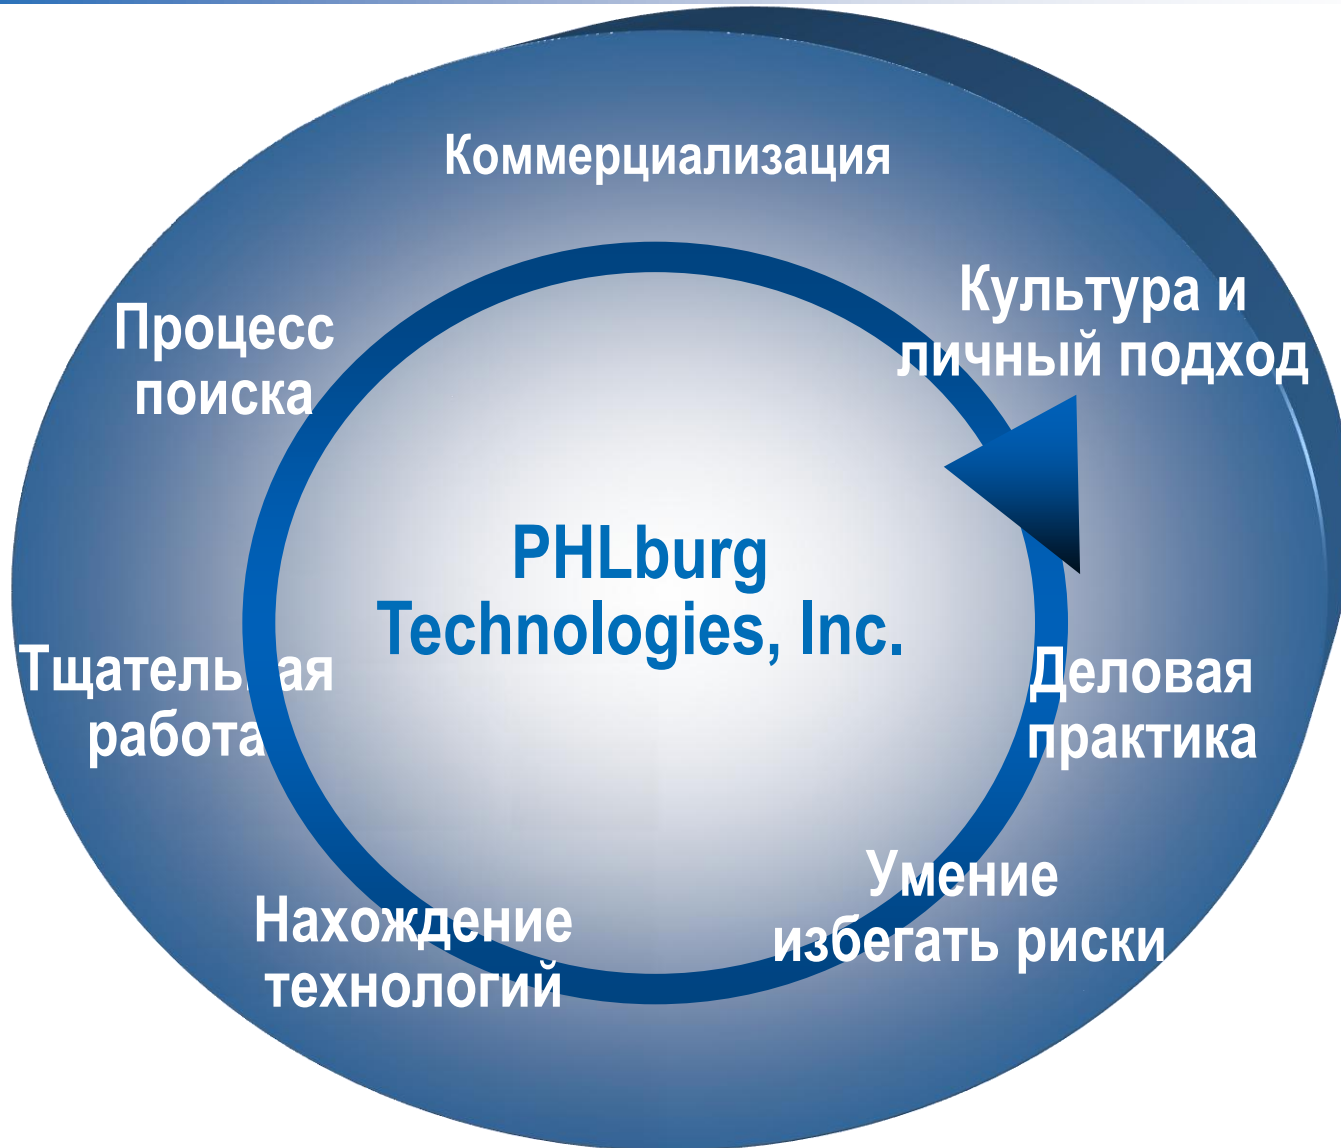 Коммерциализация
Культура и
личный подход
Процесс
поиска
PHLburg
Technologies, Inc.
Тщательная
работа
Деловая
практика
Умение
избегать риски
Нахождение
технологий